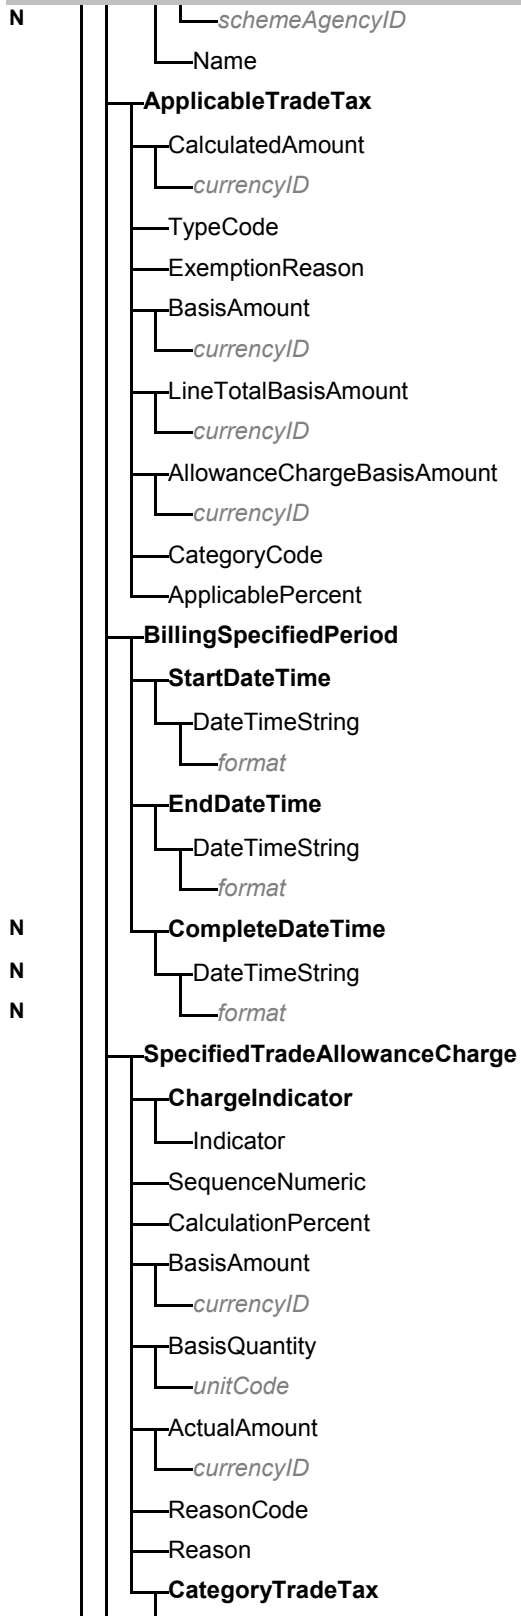 N schemeAgencyID
Name
ApplicableTradeTax
CalculatedAmount
currencyID
TypeCode
ExemptionReason
BasisAmount
currencyID
LineTotalBasisAmount
currencyID
AllowanceChargeBasisAmount
currencyID
CategoryCode
ApplicablePercent
BillingSpecifiedPeriod
StartDateTime
DateTimeString
format
EndDateTime
DateTimeString
format
N CompleteDateTime
N DateTimeString
N format
SpecifiedTradeAllowanceCharge
ChargeIndicator
Indicator
SequenceNumeric
CalculationPercent
BasisAmount
currencyID
BasisQuantity
unitCode
ActualAmount
currencyID
ReasonCode
Reason
CategoryTradeTax